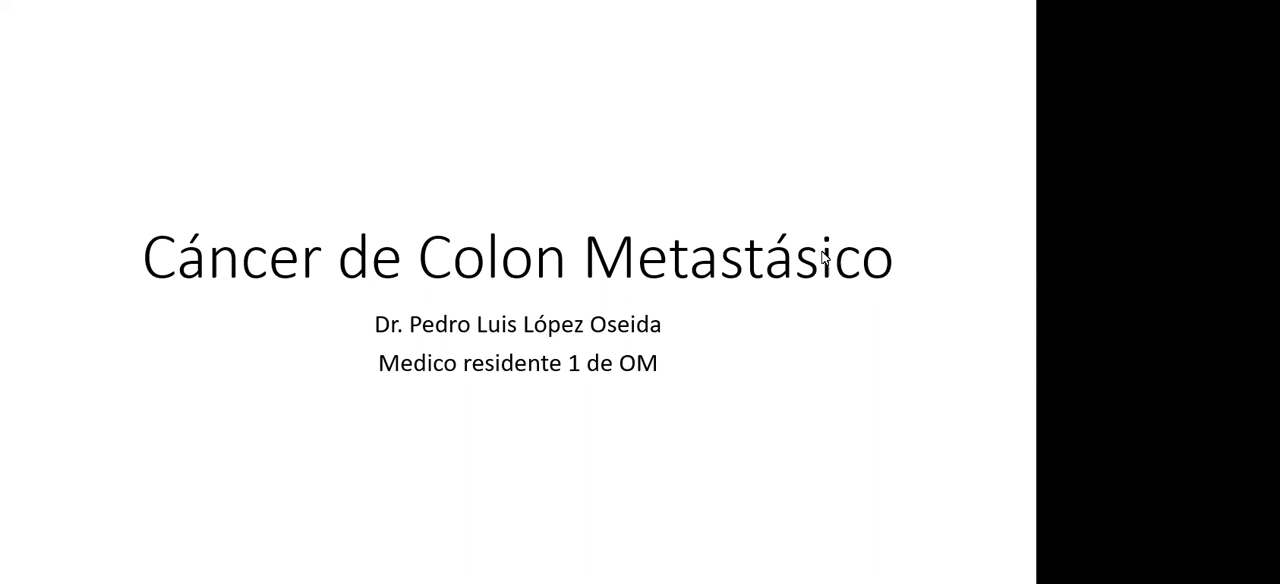 Cáncer de Colon Metastásico
Dr. Pedro Luis López Oseida
Medico residente 1 de OM